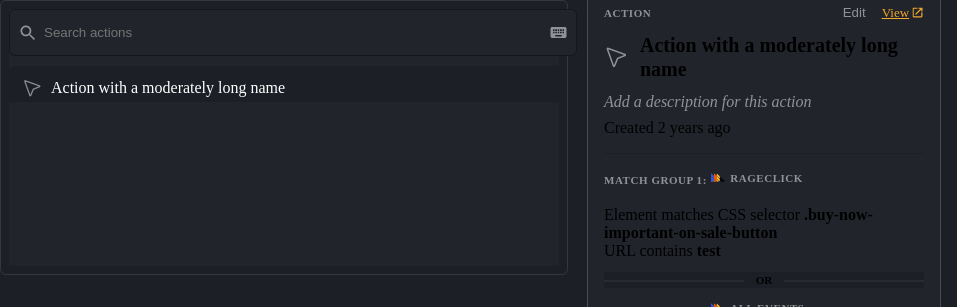 Search actions
Action with a moderately long name
ACTION
Edit
View
Action with a moderately long
name
Add a description for this action
Created 2 years ago
MATCH GROUP 1: RAGECLICK
Element matches CSS selector .buy-now-
important-on-sale-button
URL contains test
OR
ALL EVENTS